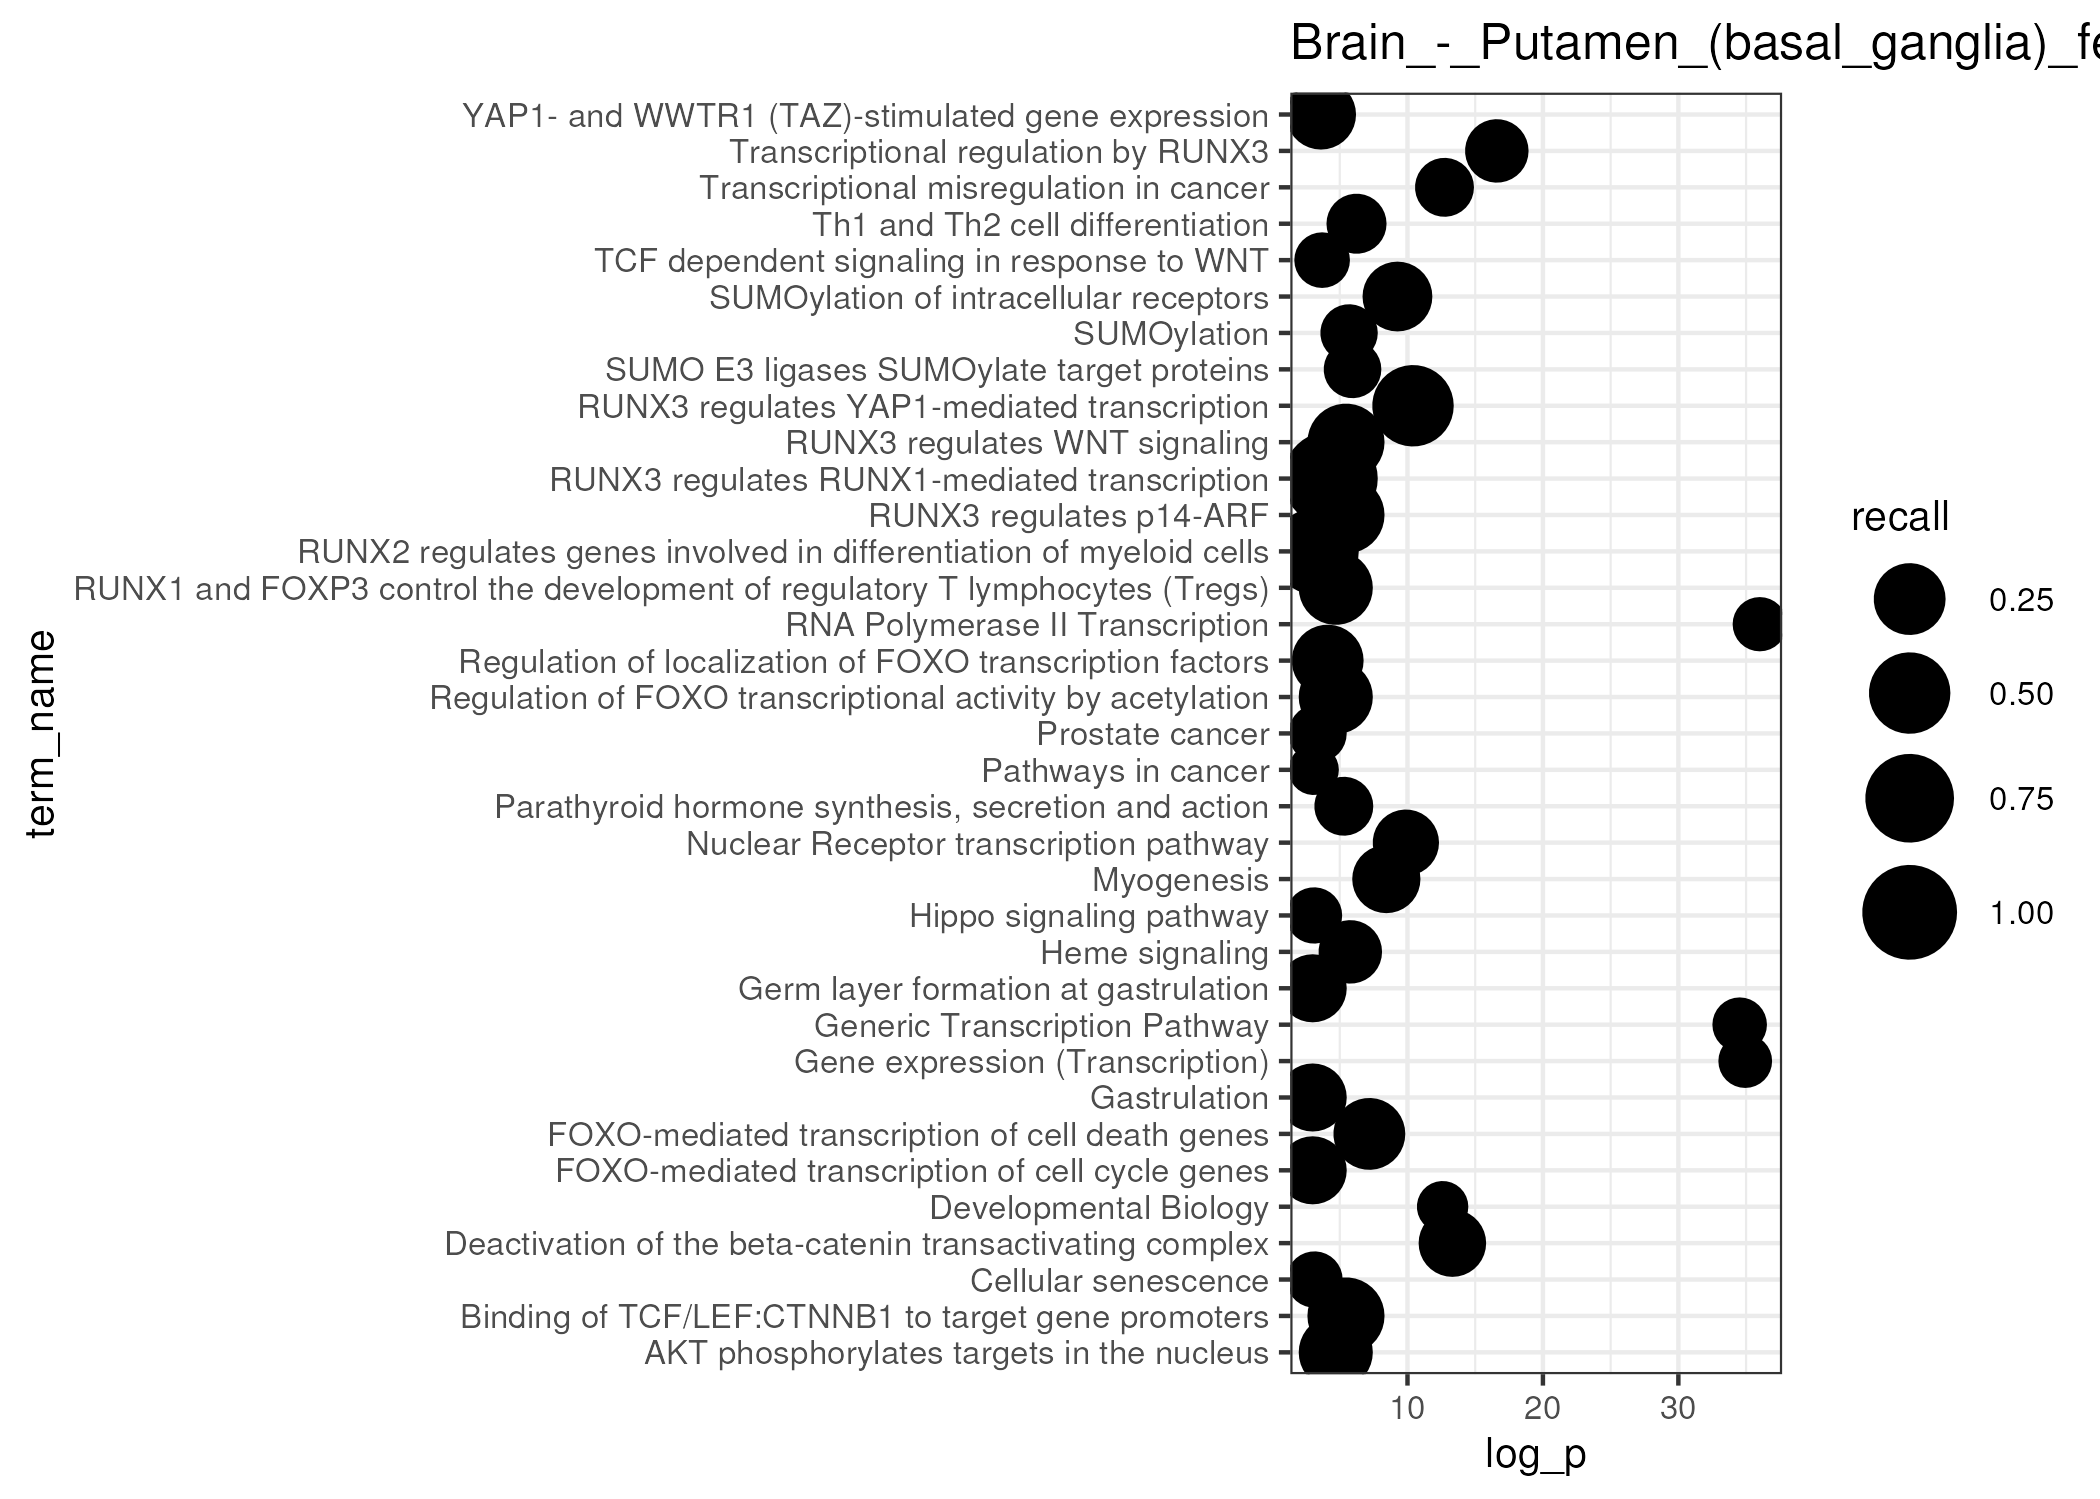 Brain_-_Putamen_(basal_ganglia)_fe
YAP1- and WWTR1 (TAZ)-stimulated gene expression
Transcriptional regulation by RUNX3
Transcriptional misregulation in cancer
Th1 and Th2 cell differentiation
TCF dependent signaling in response to WNT
SUMOylation of intracellular receptors
SUMOylation
SUMO E3 ligases SUMOylate target proteins
RUNX3 regulates YAP1-mediated transcription
RUNX3 regulates WNT signaling
RUNX3 regulates RUNX1-mediated transcription
RUNX3 regulates p14-ARF
RUNX2 regulates genes involved in differentiation of myeloid cells
RUNX1 and FOXP3 control the development of regulatory T lymphocytes (Tregs)
RNA Polymerase II Transcription
Regulation of localization of FOXO transcription factors
Regulation of FOXO transcriptional activity by acetylation
Prostate cancer
Pathways in cancer
Parathyroid hormone synthesis, secretion and action
Nuclear Receptor transcription pathway
Myogenesis
Hippo signaling pathway
Heme signaling
Germ layer formation at gastrulation
Generic Transcription Pathway
Gene expression (Transcription)
Gastrulation
FOXO-mediated transcription of cell death genes
FOXO-mediated transcription of cell cycle genes
Developmental Biology
Deactivation of the beta-catenin transactivating complex
Cellular senescence
Binding of TCF/LEF:CTNNB1 to target gene promoters
AKT phosphorylates targets in the nucleus
term_name
10 20 30
log_p
recall
0.25
0.50
0.75
1.00